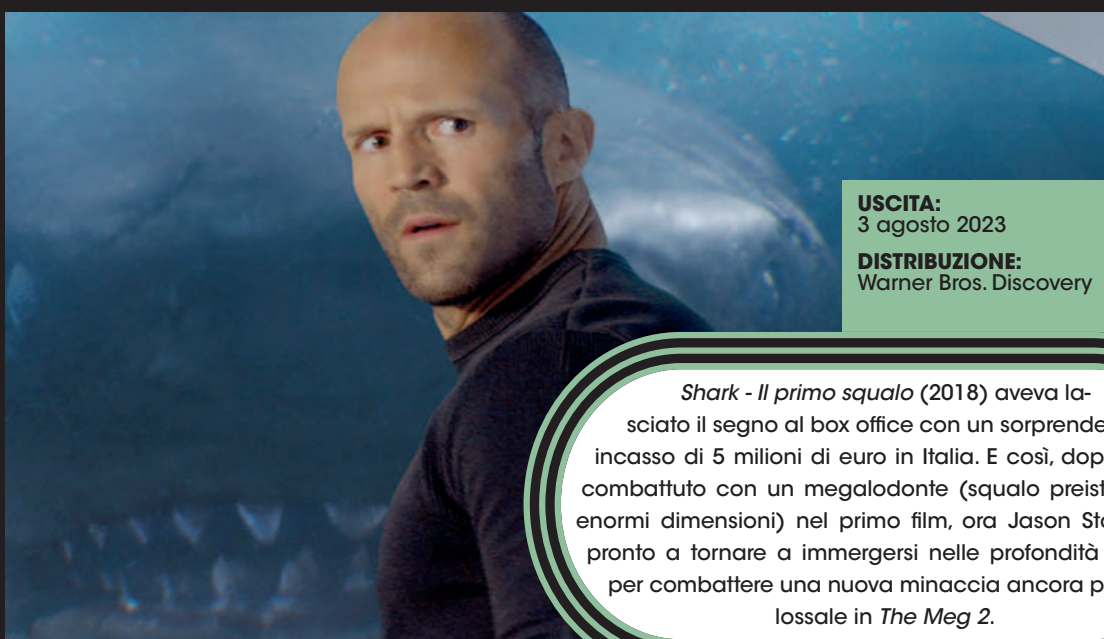 USCITA:
3 agosto 2023
DISTRIBUZIONE:
Warner Bros. Discovery
Shark - Il primo squalo (2018) aveva la-
sciato il segno al box office con un sorprende
incasso di 5 milioni di euro in Italia. E così, dop
combattuto con un megalodonte (squalo preist
enormi dimensioni) nel primo film, ora Jason Sta
pronto a tornare a immergersi nelle profondità
per combattere una nuova minaccia ancora p
lossale in The Meg 2.